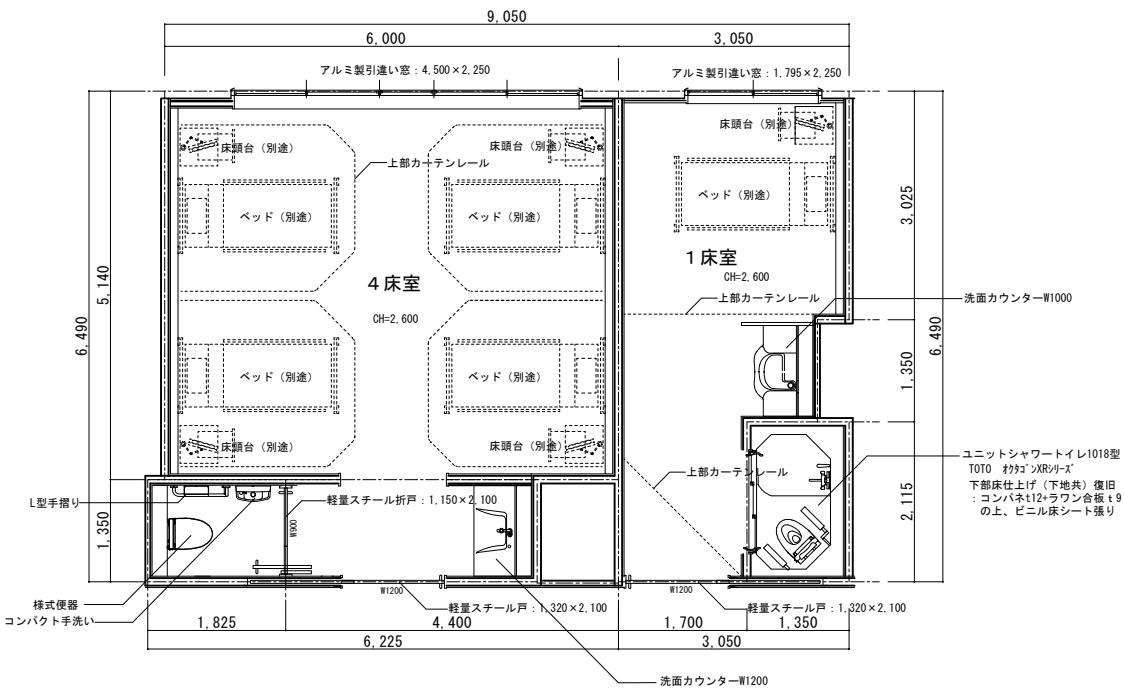 9,050
6,000
3,050
アルミ製引違い窓：4,500×2,250
アルミ製引違い窓：1,795×2,250
床頭台（別途）
床頭台（別途）
床頭台（別途）
上部カーテンレール
ベッド（別途）
ベッド（別途）
ベッド（別途）
3,025
１床室
CH=2,600
４床室
CH=2,600
5,140
6,490
上部カーテンレール
洗面カウンターW1000
6,490
1,350
ベッド（別途）
ベッド（別途）
床頭台（別途）
床頭台（別途）
上部カーテンレール
ユニットシャワートイレ1018型
TOTO オクタゴンXRシリーズ
下部床仕上げ（下地共）復旧
：コンパネt12+ラワン合板ｔ9
の上、ビニル床シート張り
2,115
L型手摺り
軽量スチール折戸：1,150×2,100
W900
1,350
W1200
W1200
様式便器
コンパクト手洗い
軽量スチール戸：1,320×2,100
軽量スチール戸：1,320×2,100
1,825
4,400
1,700
1,350
6,225
3,050
洗面カウンターW1200